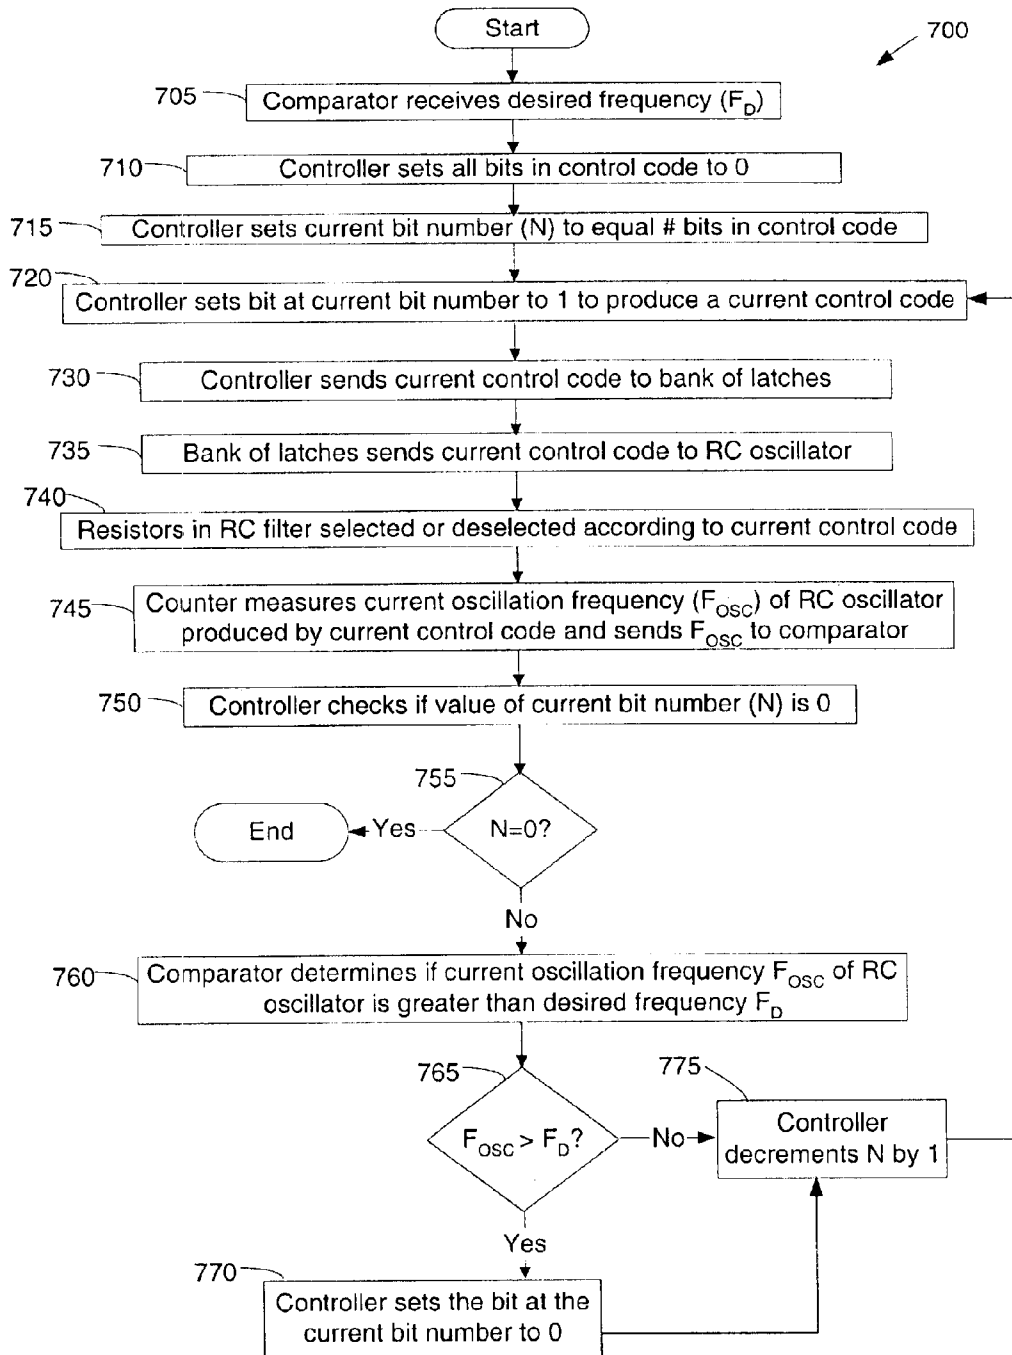 Start
700
705
Comparator receives desired frequency (F_D)
710
Controller sets all bits in control code to 0
715
Controller sets current bit number (N) to equal # bits in control code
720
Controller sets bit at current bit number to 1 to produce a current control code
730
Controller sends current control code to bank of latches
735
Bank of latches sends current control code to RC oscillator
740
Resistors in RC filter selected or deselected according to current control code
745
Counter measures current oscillation frequency (F_OSC) of RC oscillator
produced by current control code and sends F_OSC to comparator
750
Controller checks if value of current bit number (N) is 0
755
N=0?
Yes
End
No
760
Comparator determines if current oscillation frequency F_OSC of RC
oscillator is greater than desired frequency F_D
765
F_OSC > F_D?
No
775
Controller
decrements N by 1
Yes
770
Controller sets the bit at the
current bit number to 0